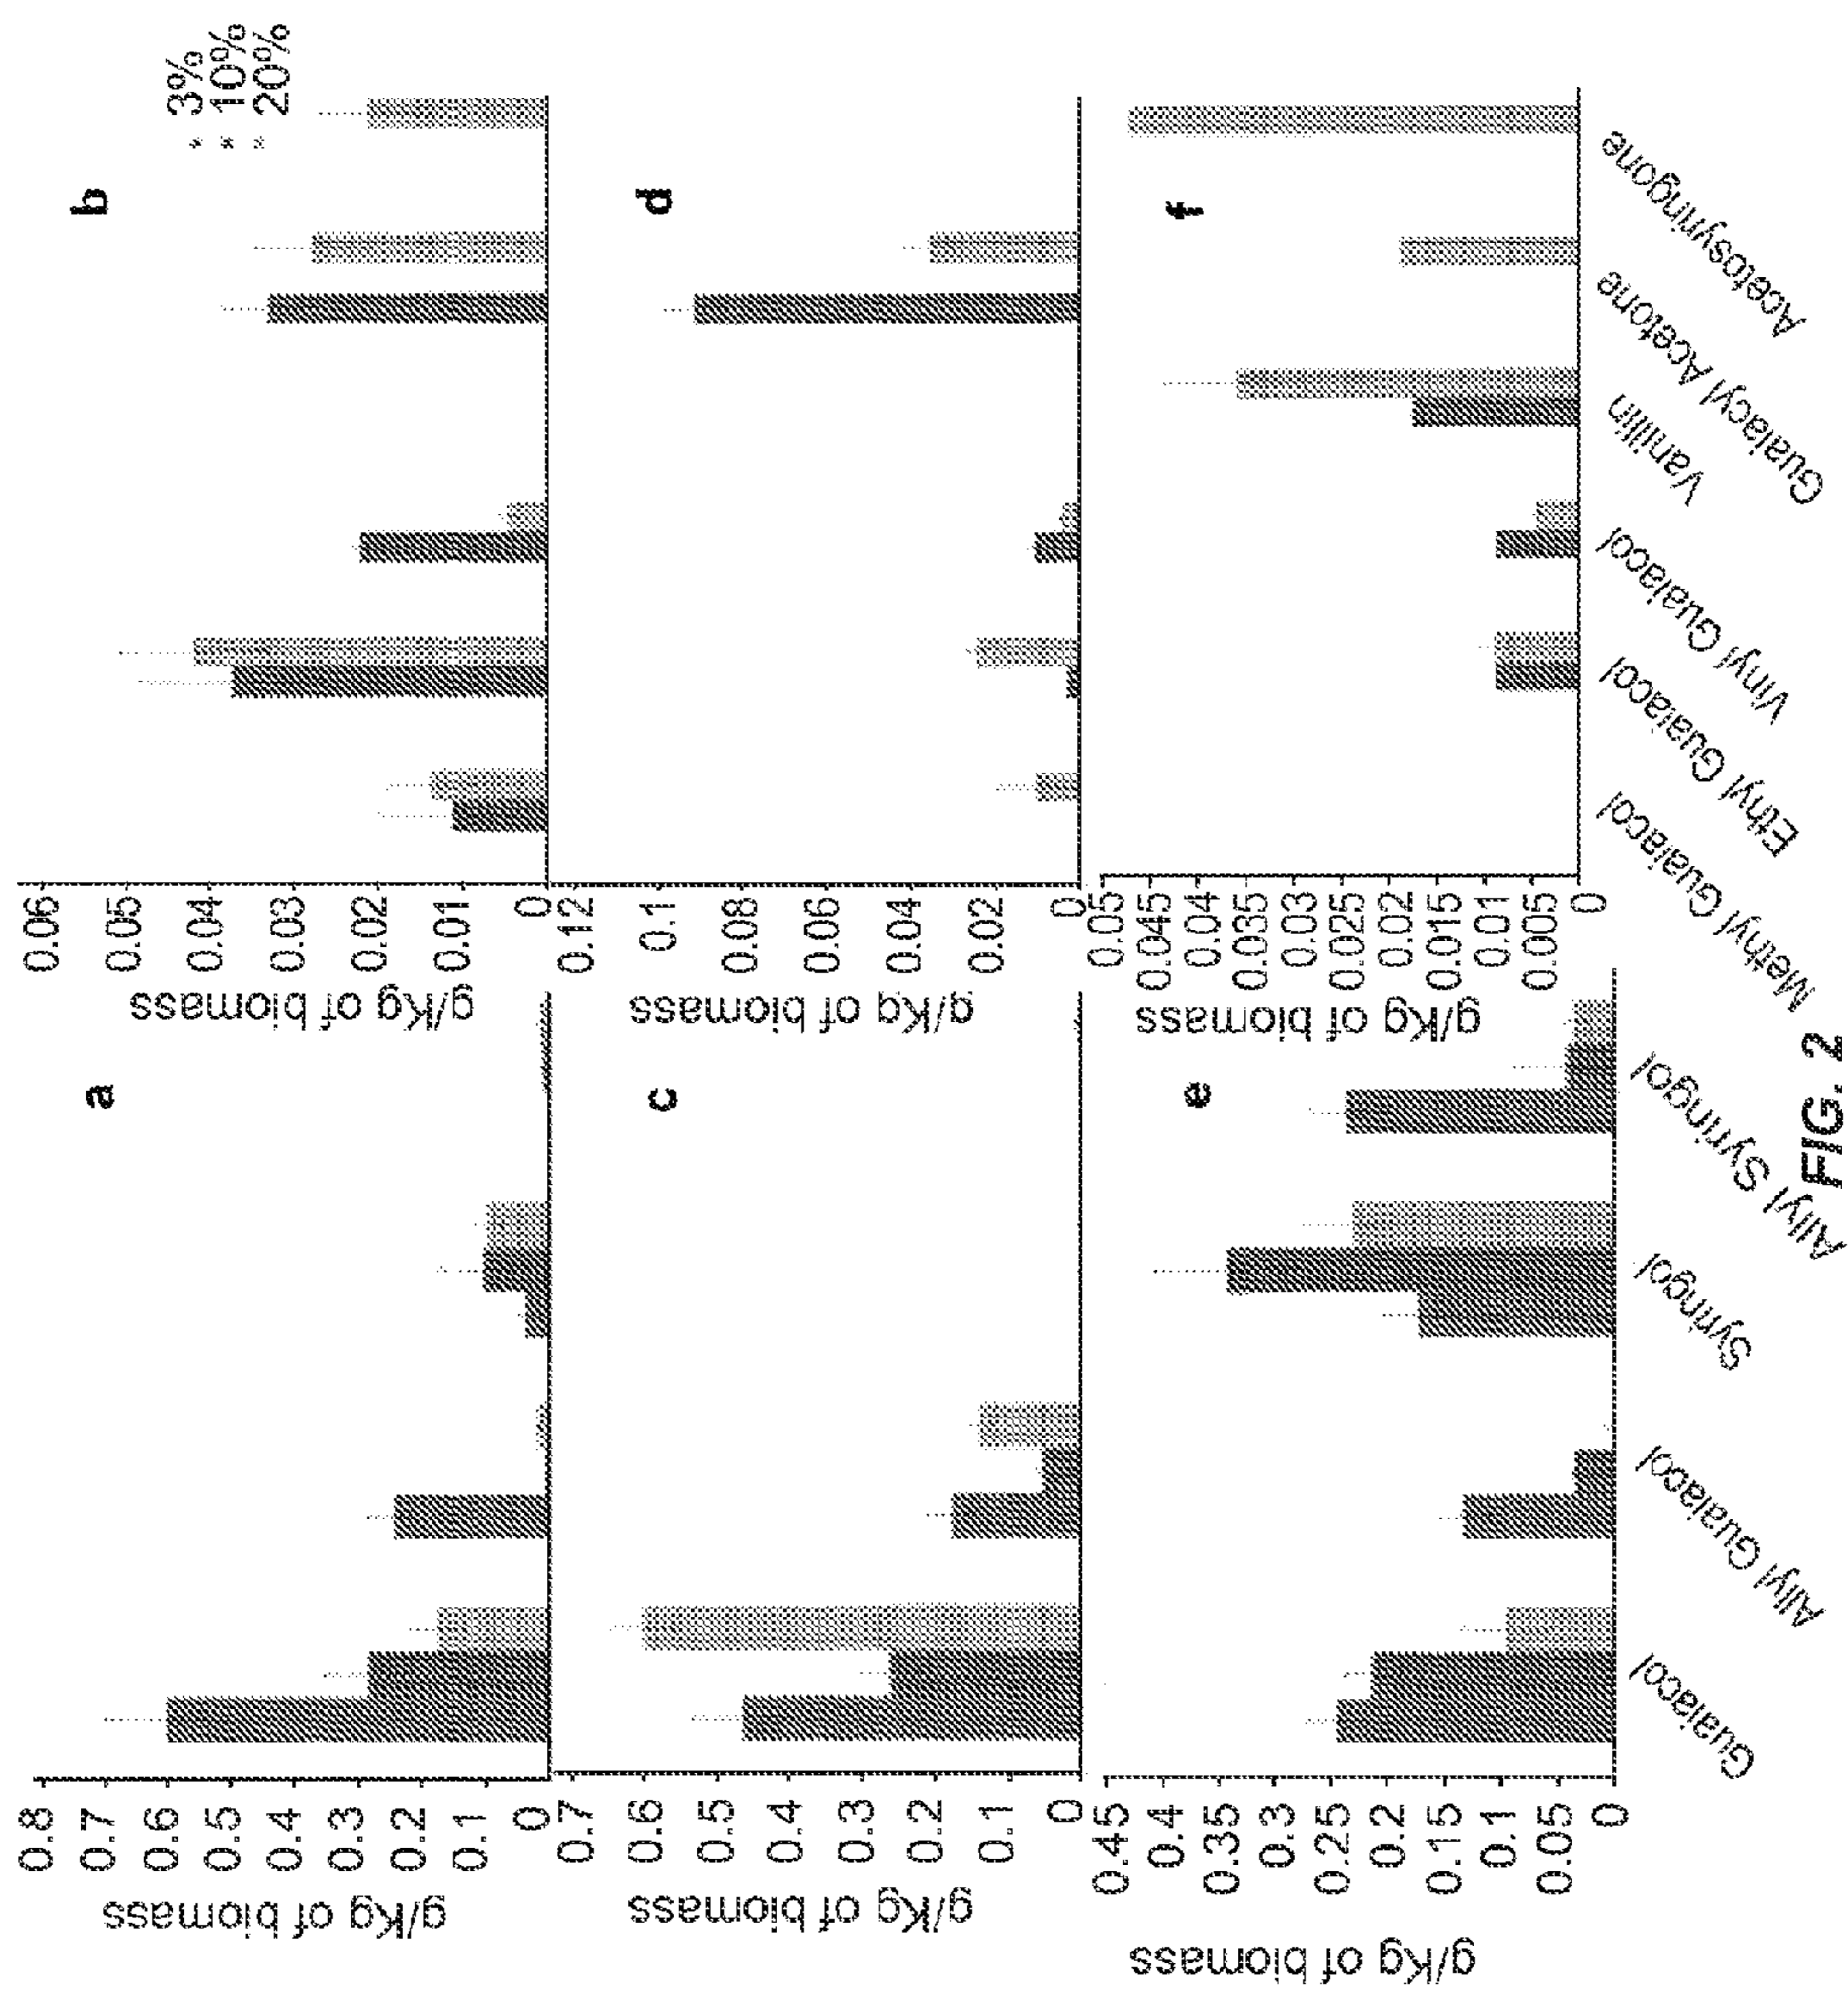 a
g/Kg of biomass
0.8
0.7
0.6
0.5
0.4
0.3
0.2
0.1
0
b
3%
10%
20%
g/Kg of biomass
0.06
0.05
0.04
0.03
0.02
0.01
0
c
g/Kg of biomass
0.7
0.6
0.5
0.4
0.3
0.2
0.1
0
d
g/Kg of biomass
0.12
0.1
0.08
0.06
0.04
0.02
0
e
g/Kg of biomass
0.45
0.4
0.35
0.3
0.25
0.2
0.15
0.1
0.05
0
Guaiacol
Allyl Guaiacol
Syringol
Allyl Syringol
f
g/Kg of biomass
0.05
0.045
0.04
0.035
0.03
0.025
0.02
0.015
0.01
0.005
0
Methyl Guaiacol
Ethyl Guaiacol
Vinyl Guaiacol
Vanillin
Guaiacyl Acetone
Acetosyringone
FIG. 2